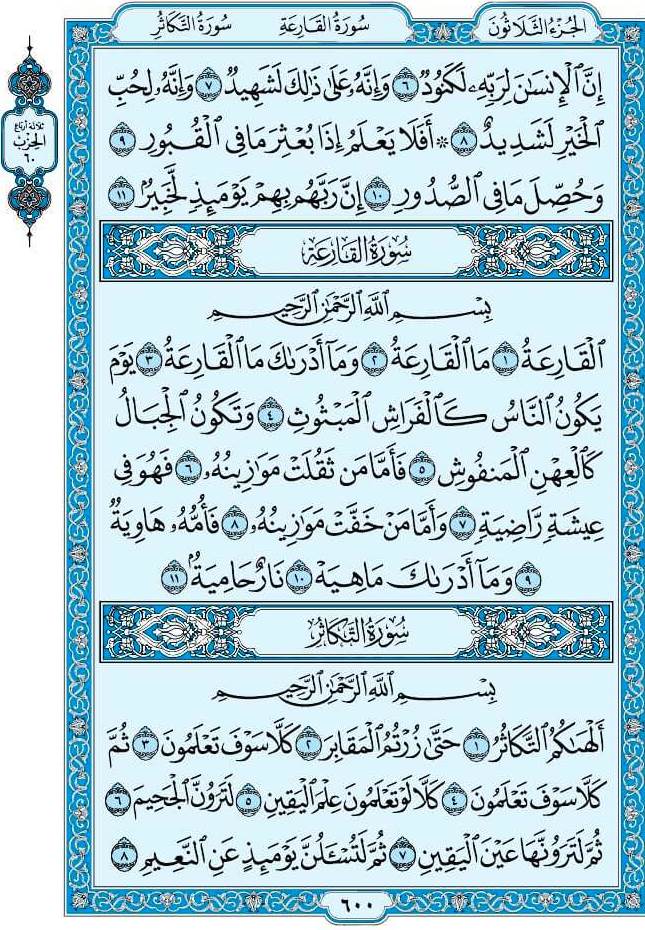 الجُزْءُ الثَّلَاثُونَ
سُورَةُ القَارِعَةِ
سُورَةُ التَّكَاثُرِ
ثلاثة أرباع
الحِزْب
٦٠
إِنَّ ٱلْإِنسَٰنَ لِرَبِّهِۦ لَكَنُودٌ ٦ وَإِنَّهُۥ عَلَىٰ ذَٰلِكَ لَشَهِيدٌ ٧ وَإِنَّهُۥ لِحُبِّ
ٱلْخَيْرِ لَشَدِيدٌ ٨ ۞ أَفَلَا يَعْلَمُ إِذَا بُعْثِرَ مَا فِي ٱلْقُبُورِ ٩
وَحُصِّلَ مَا فِي ٱلصُّدُورِ ١٠ إِنَّ رَبَّهُم بِهِمْ يَوْمَئِذٍ لَّخَبِيرٌۢ ١١
سُورَةُ القَارِعَةِ
بِسْمِ ٱللَّهِ ٱلرَّحْمَٰنِ ٱلرَّحِيمِ
ٱلْقَارِعَةُ ١ مَا ٱلْقَارِعَةُ ٢ وَمَآ أَدْرَىٰكَ مَا ٱلْقَارِعَةُ ٣ يَوْمَ
يَكُونُ ٱلنَّاسُ كَٱلْفَرَاشِ ٱلْمَبْثُوثِ ٤ وَتَكُونُ ٱلْجِبَالُ
كَٱلْعِهْنِ ٱلْمَنفُوشِ ٥ فَأَمَّا مَن ثَقُلَتْ مَوَٰزِينُهُۥ ٦ فَهُوَ فِي
عِيشَةٍ رَّاضِيَةٍ ٧ وَأَمَّا مَنْ خَفَّتْ مَوَٰزِينُهُۥ ٨ فَأُمُّهُۥ هَاوِيَةٌ
٩ وَمَآ أَدْرَىٰكَ مَا هِيَهْ ١٠ نَارٌ حَامِيَةٌۢ ١١
سُورَةُ التَّكَاثُرِ
بِسْمِ ٱللَّهِ ٱلرَّحْمَٰنِ ٱلرَّحِيمِ
أَلْهَىٰكُمُ ٱلتَّكَاثُرُ ١ حَتَّىٰ زُرْتُمُ ٱلْمَقَابِرَ ٢ كَلَّا سَوْفَ تَعْلَمُونَ ٣ ثُمَّ
كَلَّا سَوْفَ تَعْلَمُونَ ٤ كَلَّا لَوْ تَعْلَمُونَ عِلْمَ ٱلْيَقِينِ ٥ لَتَرَوُنَّ ٱلْجَحِيمَ ٦
ثُمَّ لَتَرَوُنَّهَا عَيْنَ ٱلْيَقِينِ ٧ ثُمَّ لَتُسْـَٔلُنَّ يَوْمَئِذٍ عَنِ ٱلنَّعِيمِ ٨
٦٠٠